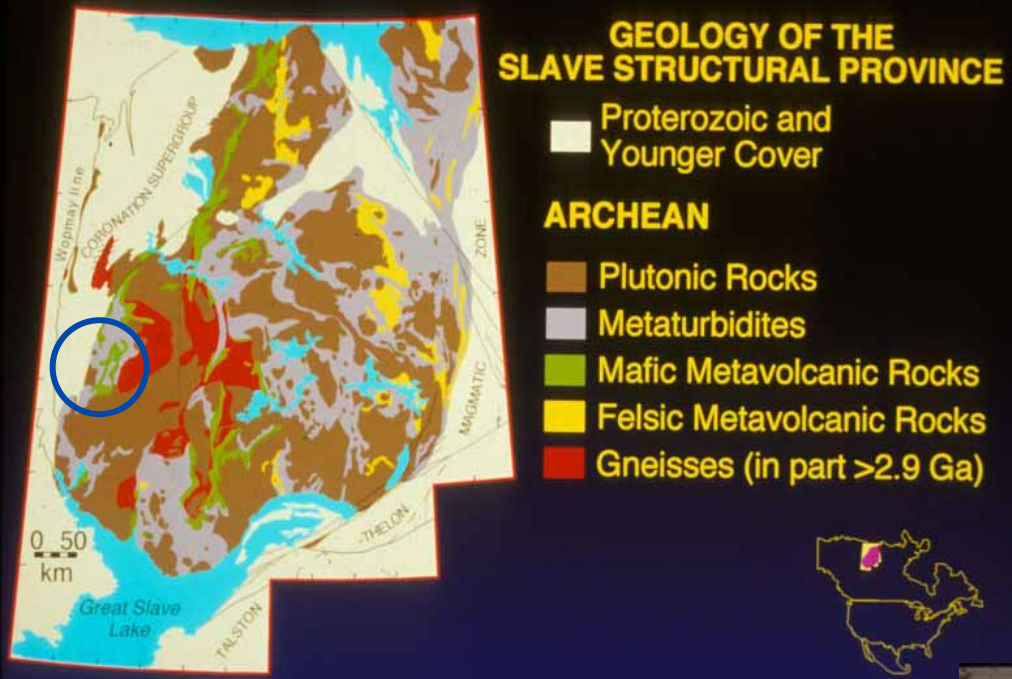 GEOLOGY OF THE
SLAVE STRUCTURAL PROVINCE
Proterozoic and
Younger Cover
ARCHEAN
Plutonic Rocks
Metaturbidites
Mafic Metavolcanic Rocks
Felsic Metavolcanic Rocks
Gneisses (in part >2.9 Ga)
Wopmay line
CORONATION SUPERGROUP
ZONE
MAGMATIC
-THELON
TALSTON
0 50
km
Great Slave
Lake